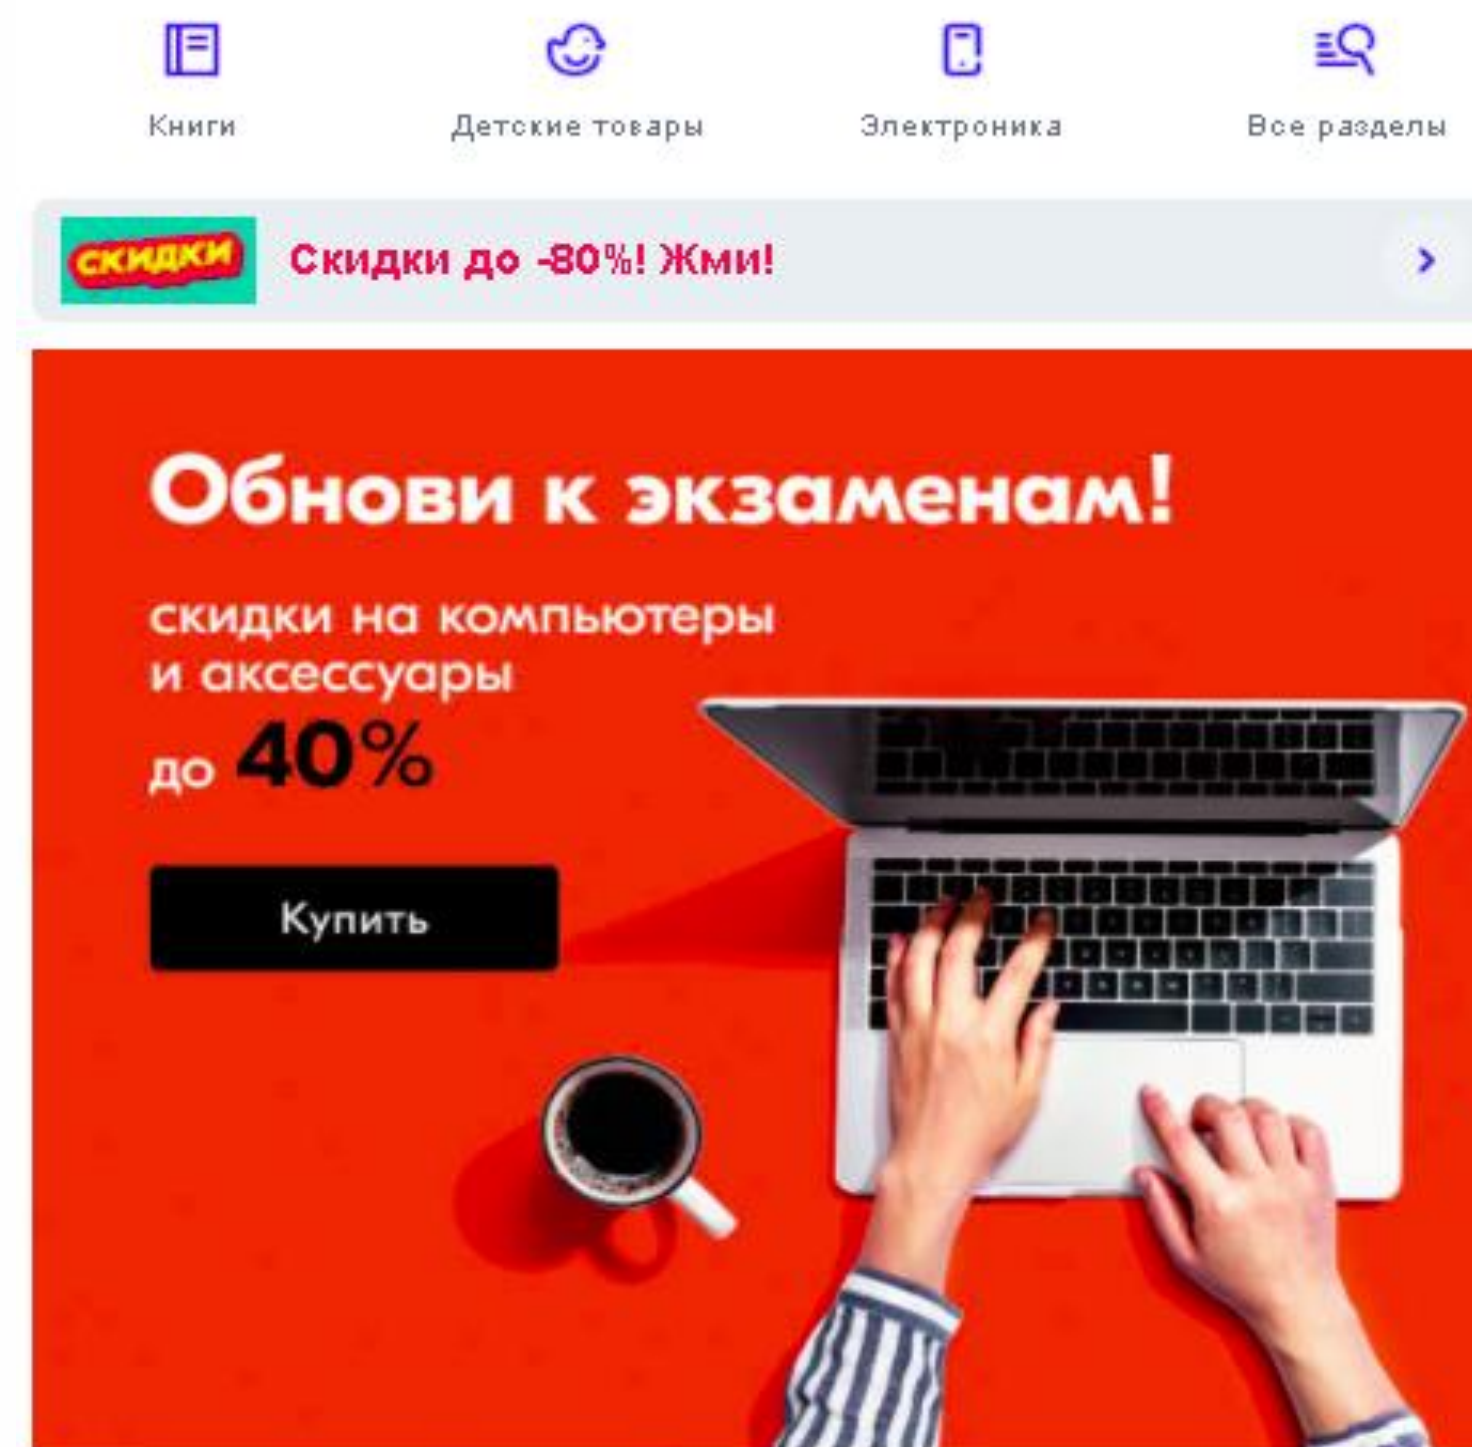 Книги
Детские товары
Электроника
Все разделы
СКИДКИ
Скидки до -80%! Жми!
Обнови к экзаменам!
скидки на компьютеры
и аксессуары
до 40%
Купить